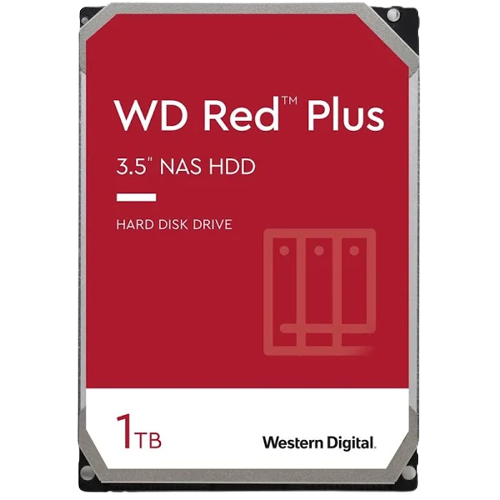 WD Red™ Plus
3.5" NAS HDD
HARD DISK DRIVE
1TB
Western Digital.